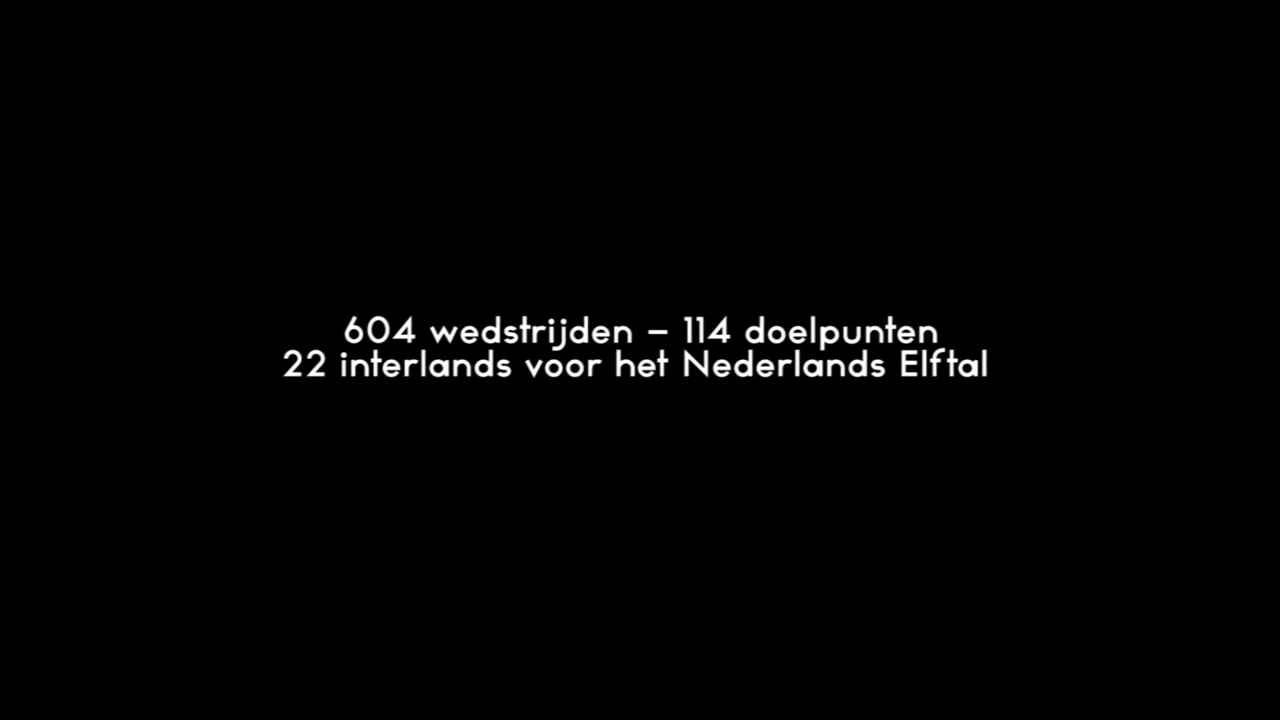 604 wedstrijden – 114 doelpunten
22 interlands voor het Nederlands Elftal